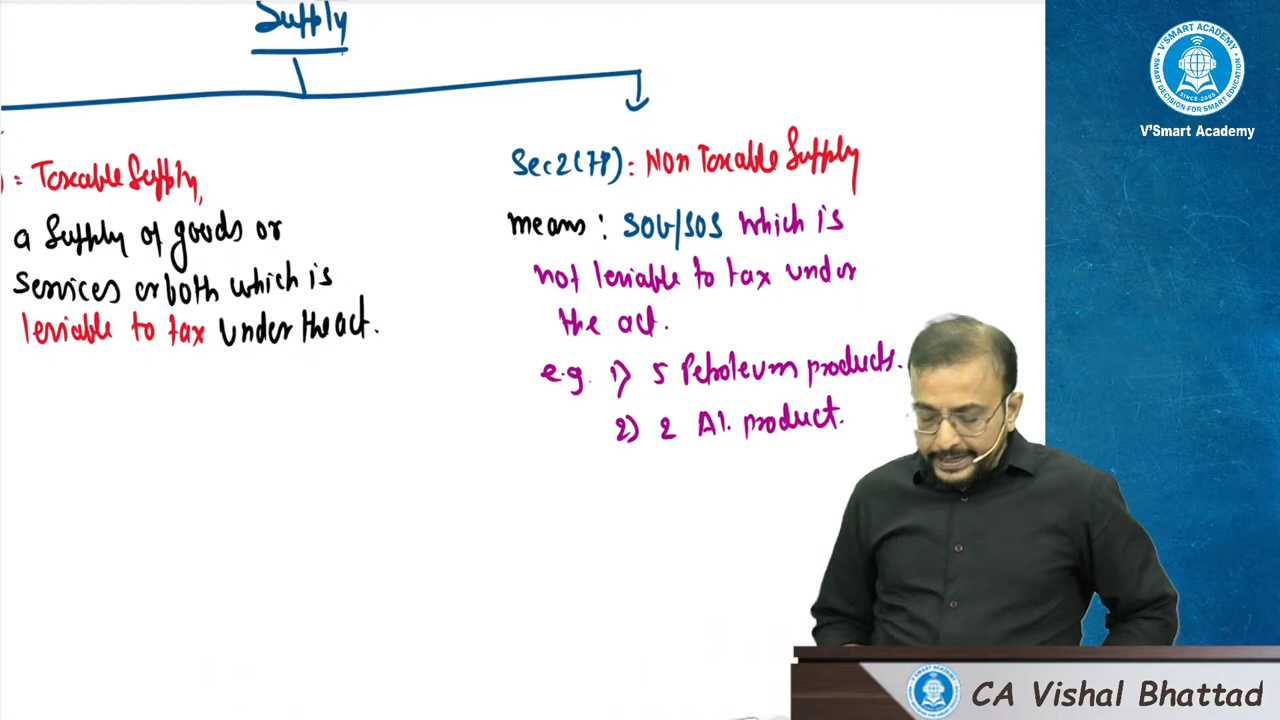 Supply
) : Taxable Supply,
a Supply of goods or
services or both which is
leviable to tax under the act.
Sec 2(78) : Non Taxable Supply
means : SOG/SOS which is
not leviable to tax under
the act.
e.g. 1) 5 Petroleum products.
2) 2 Al. product.
V'SMART ACADEMY
SMART DECISION FOR SMART EDUCATION
SINCE-2005
V'Smart Academy
CA Vishal Bhattad